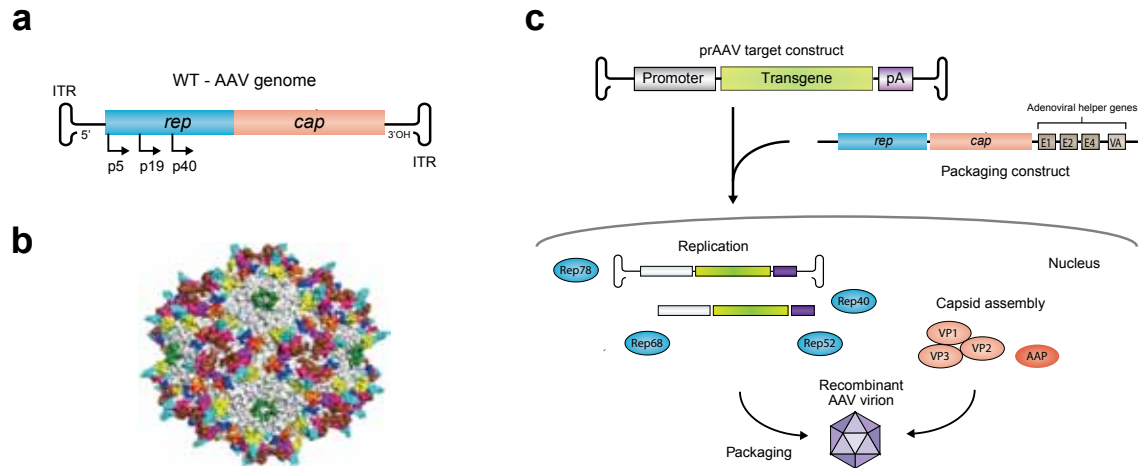 a
WT - AAV genome
ITR
5'
rep
cap
3'OH
ITR
p5
p19
p40
b
c
prAAV target construct
Promoter
Transgene
pA
Adenoviral helper genes
rep
cap
E1
E2
E4
VA
Packaging construct
Replication
Nucleus
Rep78
Rep40
Rep68
Rep52
Capsid assembly
VP1
VP2
VP3
AAP
Recombinant
AAV virion
Packaging